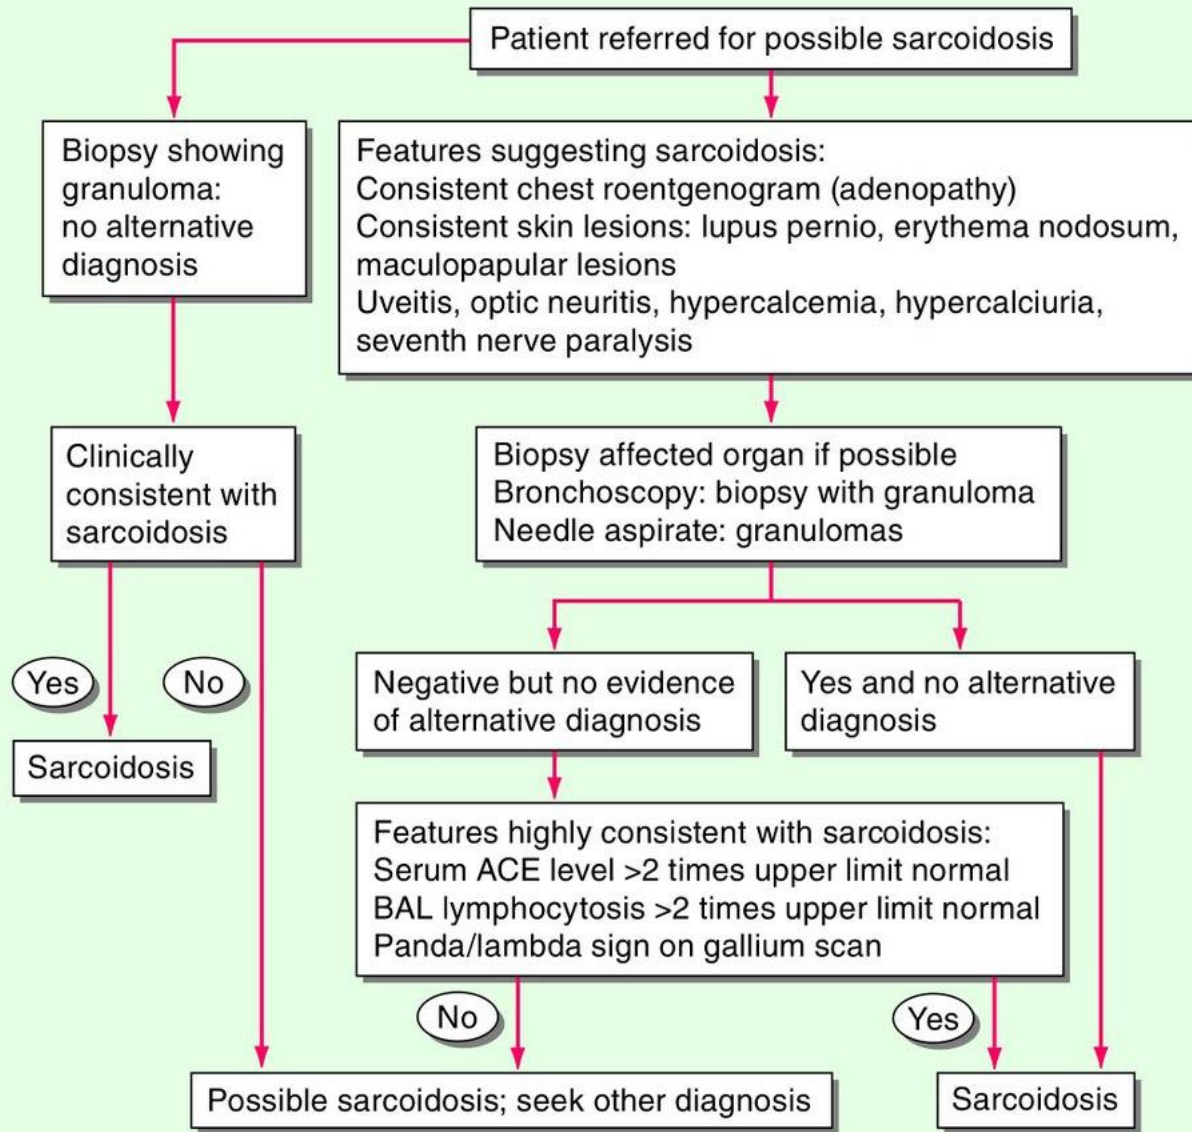 Patient referred for possible sarcoidosis
Biopsy showing
granuloma:
no alternative
diagnosis
Features suggesting sarcoidosis:
Consistent chest roentgenogram (adenopathy)
Consistent skin lesions: lupus pernio, erythema nodosum,
maculopapular lesions
Uveitis, optic neuritis, hypercalcemia, hypercalciuria,
seventh nerve paralysis
Clinically
consistent with
sarcoidosis
Biopsy affected organ if possible
Bronchoscopy: biopsy with granuloma
Needle aspirate: granulomas
Yes
No
Sarcoidosis
Negative but no evidence
of alternative diagnosis
Yes and no alternative
diagnosis
Features highly consistent with sarcoidosis:
Serum ACE level >2 times upper limit normal
BAL lymphocytosis >2 times upper limit normal
Panda/lambda sign on gallium scan
No
Yes
Possible sarcoidosis; seek other diagnosis
Sarcoidosis